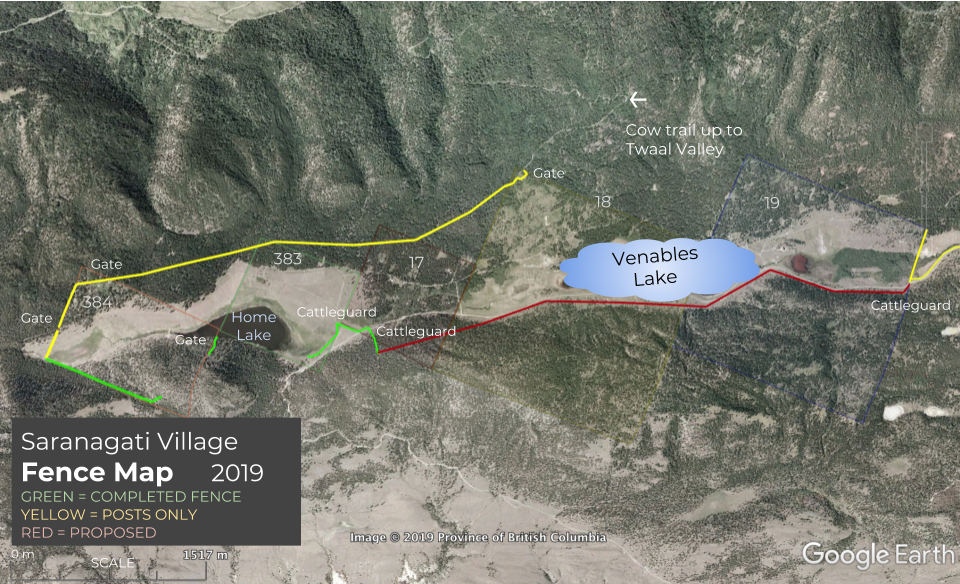 Cow trail up to
Twaal Valley
Gate
18
19
Venables
Lake
383
17
Gate
384
Gate
Home
Lake
Gate
Cattleguard
Cattleguard
Cattleguard
Saranagati Village
Fence Map 2019
GREEN = COMPLETED FENCE
YELLOW = POSTS ONLY
RED = PROPOSED
0 m
1517 m
SCALE
Image © 2019 Province of British Columbia
Google Earth